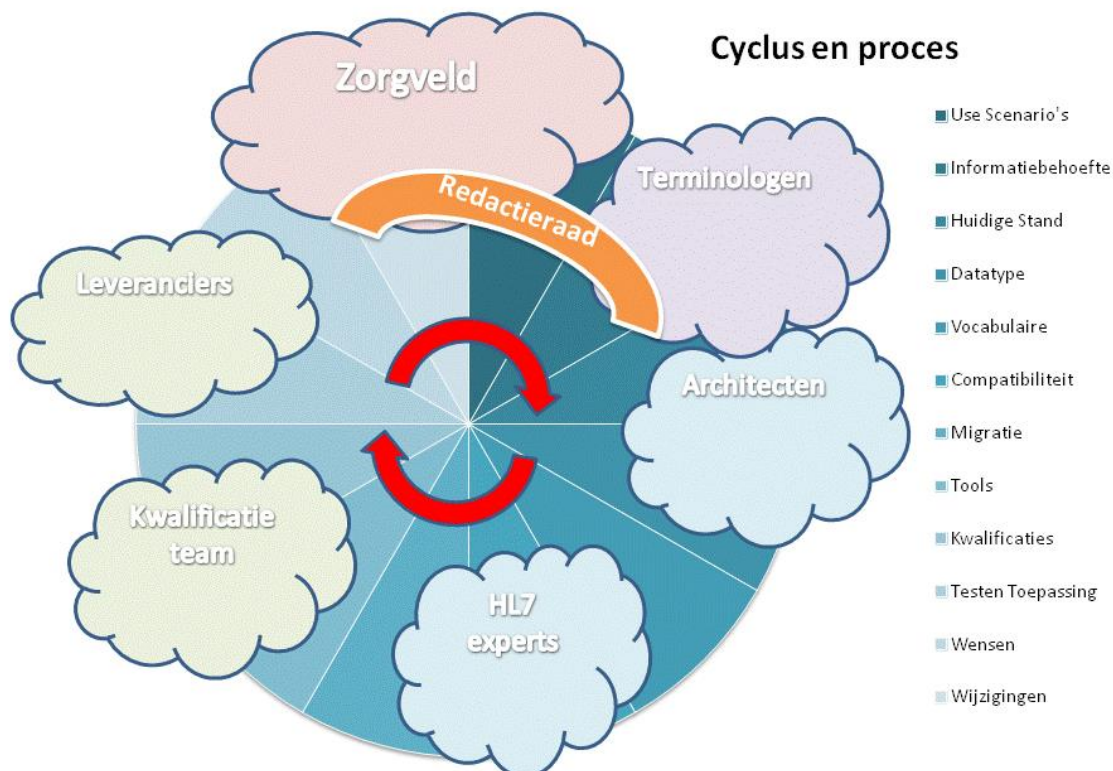 Cyclus en proces
Zorgveld
Terminologen
Redactieraad
Leveranciers
Architecten
Kwalificatie
team
HL7
experts
Use Scenario's
Informatiebehoefte
Huidige Stand
Datatype
Vocabulaire
Compatibiliteit
Migratie
Tools
Kwalificaties
Testen Toepassing
Wensen
Wijzigingen